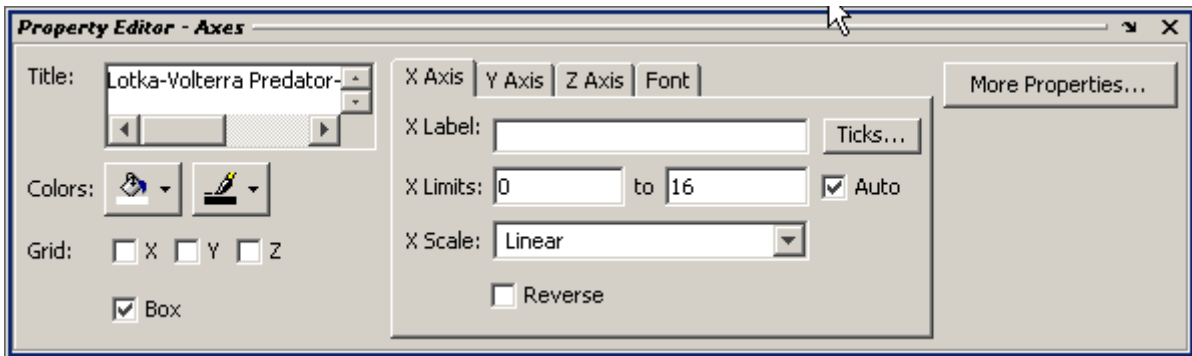 Property Editor - Axes
Title: Lotka-Volterra Predator-
Colors:
Grid: X Y Z
Box
X Axis Y Axis Z Axis Font
X Label: Ticks...
X Limits: 0 to 16 Auto
X Scale: Linear
Reverse
More Properties...